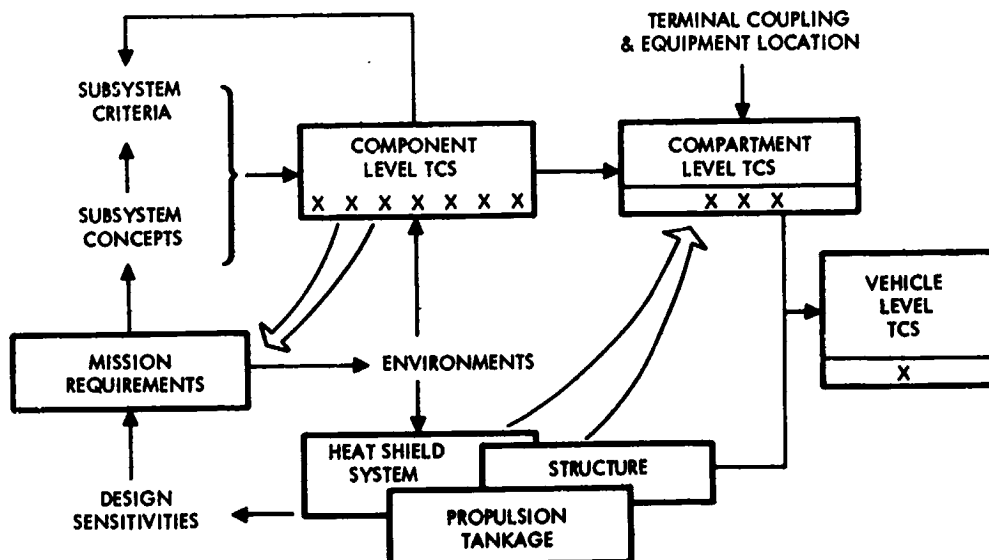 TERMINAL COUPLING
& EQUIPMENT LOCATION
SUBSYSTEM
CRITERIA
COMPONENT
LEVEL TCS
X X X X X X X
COMPARTMENT
LEVEL TCS
X X X
SUBSYSTEM
CONCEPTS
VEHICLE
LEVEL
TCS
X
MISSION
REQUIREMENTS
ENVIRONMENTS
HEAT SHIELD
SYSTEM
STRUCTURE
DESIGN
SENSITIVITIES
PROPULSION
TANKAGE